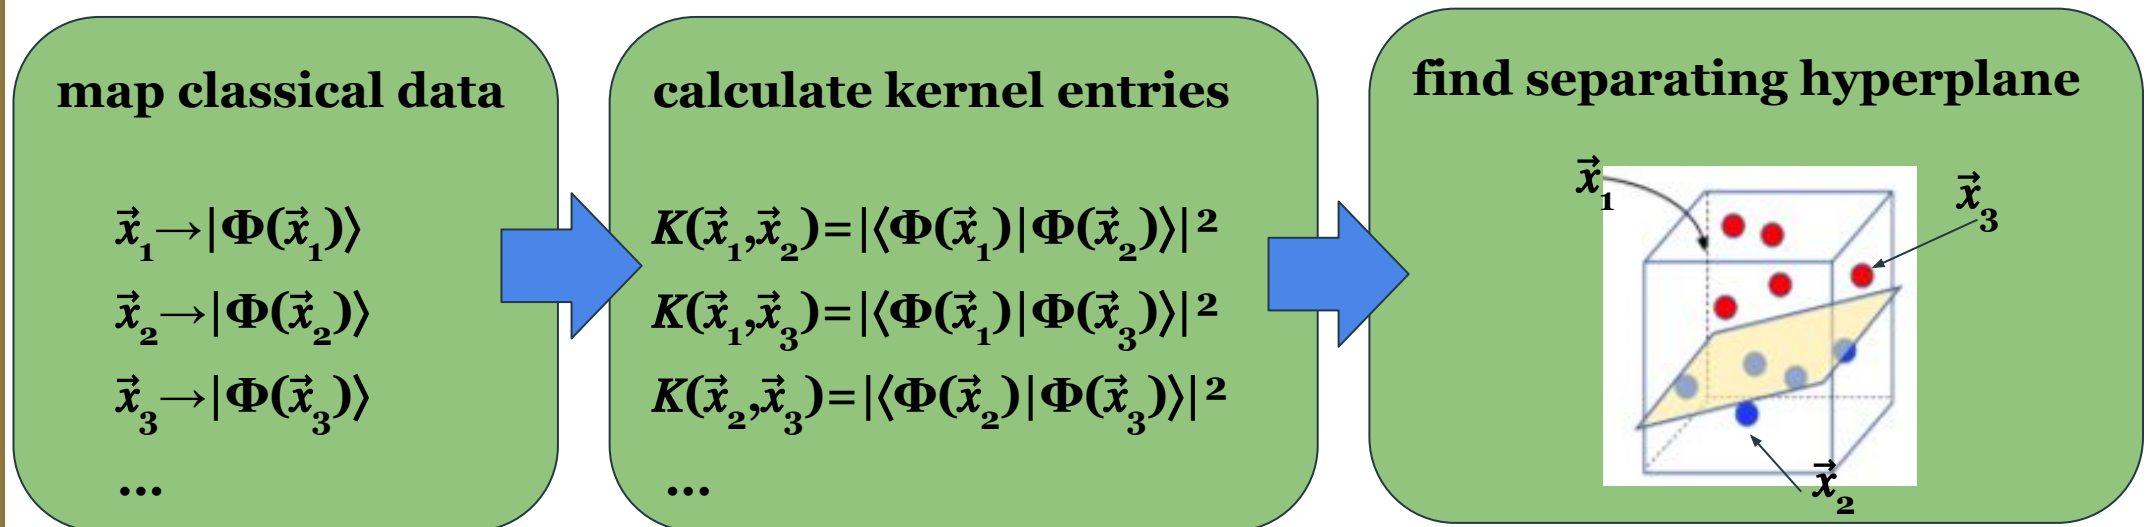 map classical data
x⃗₁→|Φ(x⃗₁)⟩
x⃗₂→|Φ(x⃗₂)⟩
x⃗₃→|Φ(x⃗₃)⟩
...
calculate kernel entries
K(x⃗₁,x⃗₂)=|⟨Φ(x⃗₁)|Φ(x⃗₂)⟩|²
K(x⃗₁,x⃗₃)=|⟨Φ(x⃗₁)|Φ(x⃗₃)⟩|²
K(x⃗₂,x⃗₃)=|⟨Φ(x⃗₂)|Φ(x⃗₃)⟩|²
...
find separating hyperplane
x⃗₁
x⃗₃
x⃗₂